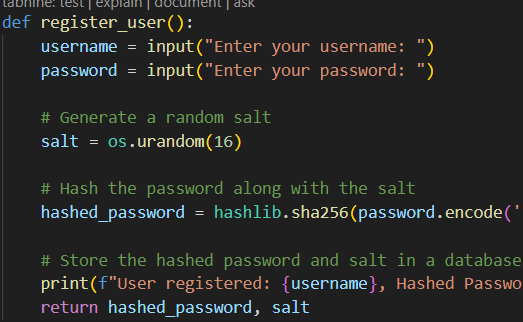 tabnine: test | explain | document | ask
def register_user():
    username = input("Enter your username: ")
    password = input("Enter your password: ")
    # Generate a random salt
    salt = os.urandom(16)
    # Hash the password along with the salt
    hashed_password = hashlib.sha256(password.encode('
    # Store the hashed password and salt in a database
    print(f"User registered: {username}, Hashed Passwo
    return hashed_password, salt